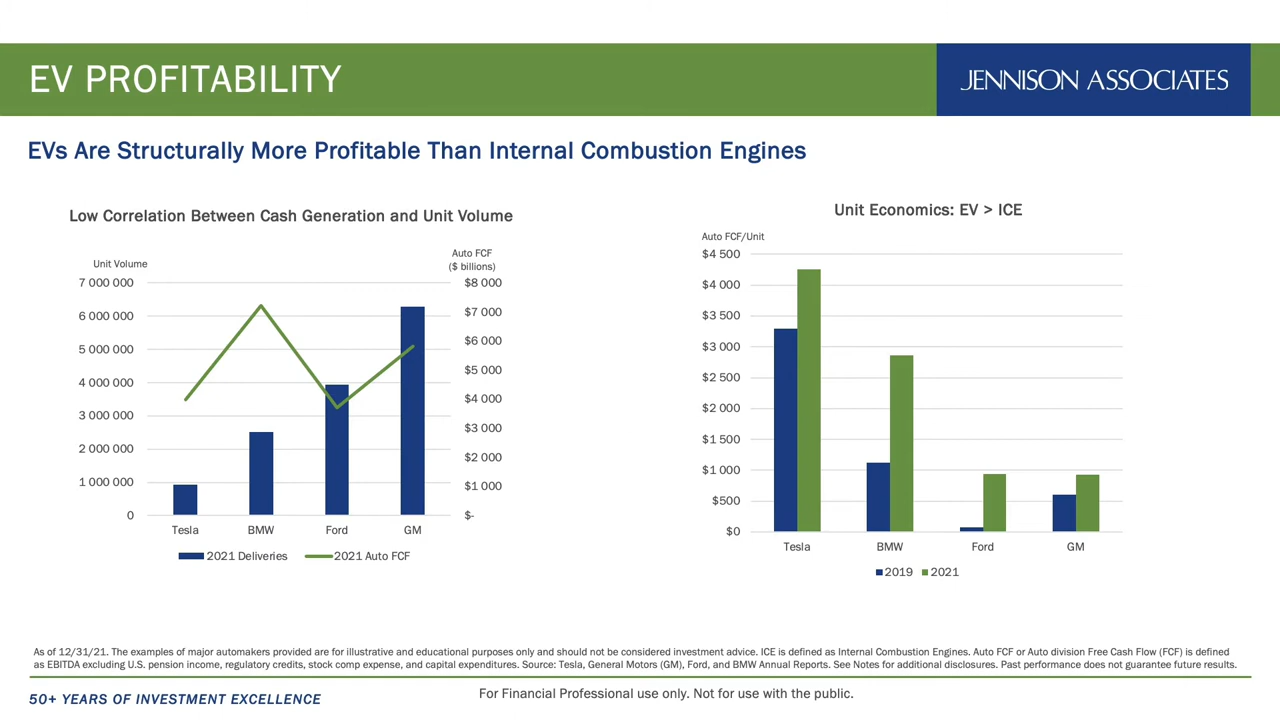 EV PROFITABILITY
JENNISON ASSOCIATES
EVs Are Structurally More Profitable Than Internal Combustion Engines
Low Correlation Between Cash Generation and Unit Volume
Unit Volume
Auto FCF
($ billions)
7 000 000
6 000 000
5 000 000
4 000 000
3 000 000
2 000 000
1 000 000
0
$8 000
$7 000
$6 000
$5 000
$4 000
$3 000
$2 000
$1 000
$-
Tesla BMW Ford GM
2021 Deliveries 2021 Auto FCF
Unit Economics: EV > ICE
Auto FCF/Unit
$4 500
$4 000
$3 500
$3 000
$2 500
$2 000
$1 500
$1 000
$500
$0
Tesla BMW Ford GM
2019 2021
As of 12/31/21. The examples of major automakers provided are for illustrative and educational purposes only and should not be considered investment advice. ICE is defined as Internal Combustion Engines. Auto FCF or Auto division Free Cash Flow (FCF) is defined
as EBITDA excluding U.S. pension income, regulatory credits, stock comp expense, and capital expenditures. Source: Tesla, General Motors (GM), Ford, and BMW Annual Reports. See Notes for additional disclosures. Past performance does not guarantee future results.
50+ YEARS OF INVESTMENT EXCELLENCE
For Financial Professional use only. Not for use with the public.